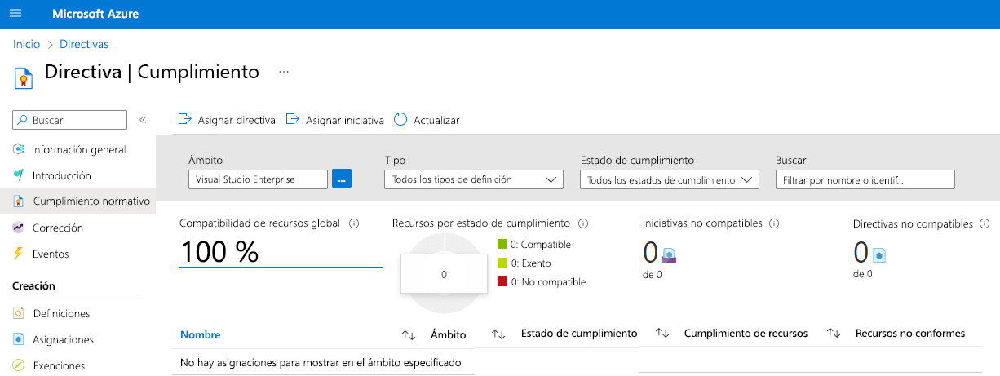 Microsoft Azure
Inicio > Directivas
Directiva | Cumplimiento ...
Buscar «
Asignar directiva Asignar iniciativa Actualizar
Información general
Introducción
Cumplimiento normativo
Corrección
Eventos
Creación
Definiciones
Asignaciones
Exenciones
Ámbito Tipo Estado de cumplimiento Buscar
Visual Studio Enterprise ... Todos los tipos de definición Todos los estados de cumplimiento Filtrar por nombre o identif...
Compatibilidad de recursos global
100 %
Recursos por estado de cumplimiento
0
0: Compatible
0: Exento
0: No compatible
Iniciativas no compatibles
0
de 0
Directivas no compatibles
0
de 0
Nombre Ámbito Estado de cumplimiento Cumplimiento de recursos Recursos no conformes
No hay asignaciones para mostrar en el ámbito especificado